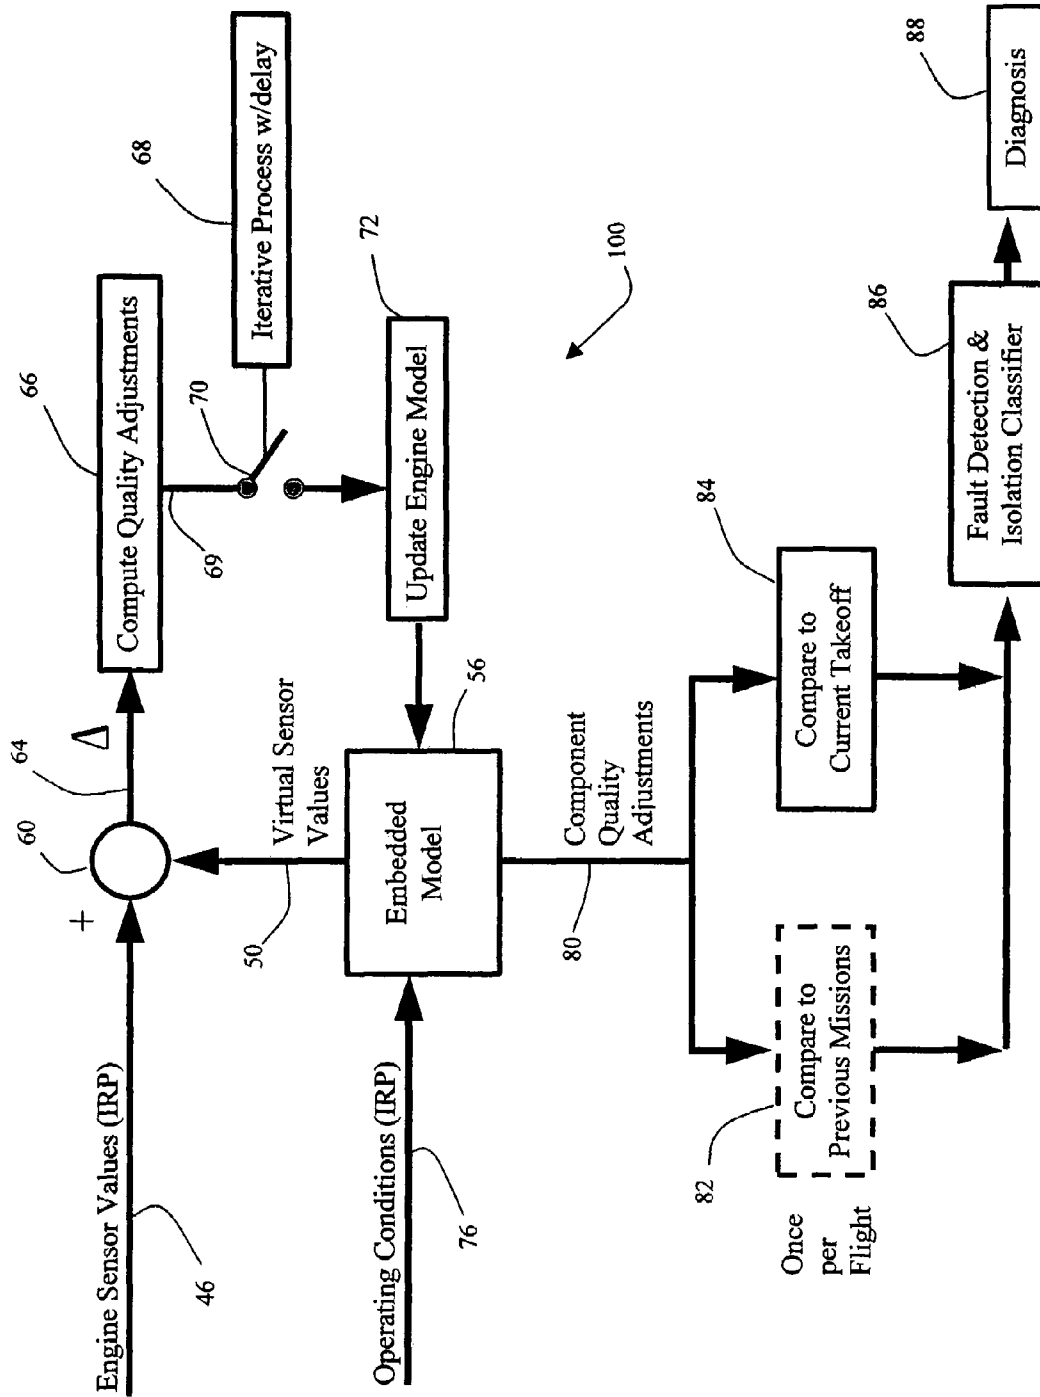 Engine Sensor Values (IRP)
46
+
60
64
Δ
66
Compute Quality Adjustments
69
70
68
Iterative Process w/delay
50
Virtual Sensor
Values
72
Update Engine Model
Operating Conditions (IRP)
76
56
Embedded
Model
100
80
Component
Quality
Adjustments
Once
per
Flight
82
Compare to
Previous Missions
84
Compare to
Current Takeoff
86
Fault Detection &
Isolation Classifier
88
Diagnosis